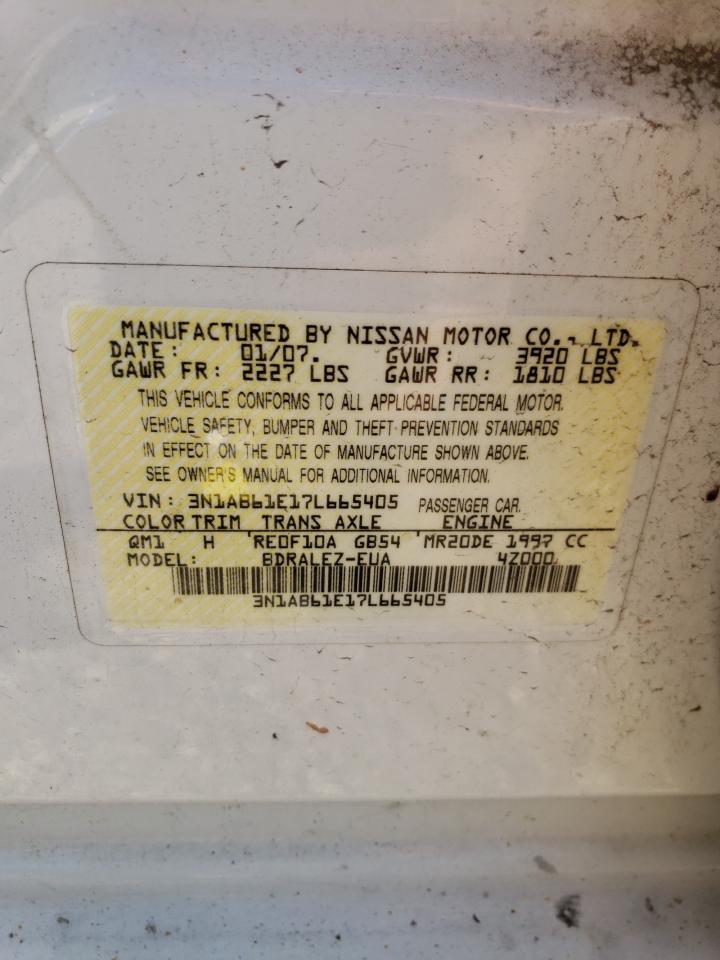 MANUFACTURED BY NISSAN MOTOR CO., LTD.
DATE: 01/07. GVWR: 3920 LBS
GAWR FR: 2227 LBS GAWR RR: 1810 LBS
THIS VEHICLE CONFORMS TO ALL APPLICABLE FEDERAL MOTOR
VEHICLE SAFETY, BUMPER AND THEFT PREVENTION STANDARDS
IN EFFECT ON THE DATE OF MANUFACTURE SHOWN ABOVE.
SEE OWNER'S MANUAL FOR ADDITIONAL INFORMATION.
VIN: 3N1AB61E17L665405 PASSENGER CAR
COLOR TRIM TRANS AXLE ENGINE
QM1 H 'RE0F10A GB54 'MR20DE 1997 CC
MODEL: BDRALEZ-EUA 4Z000
3N1AB61E17L665405